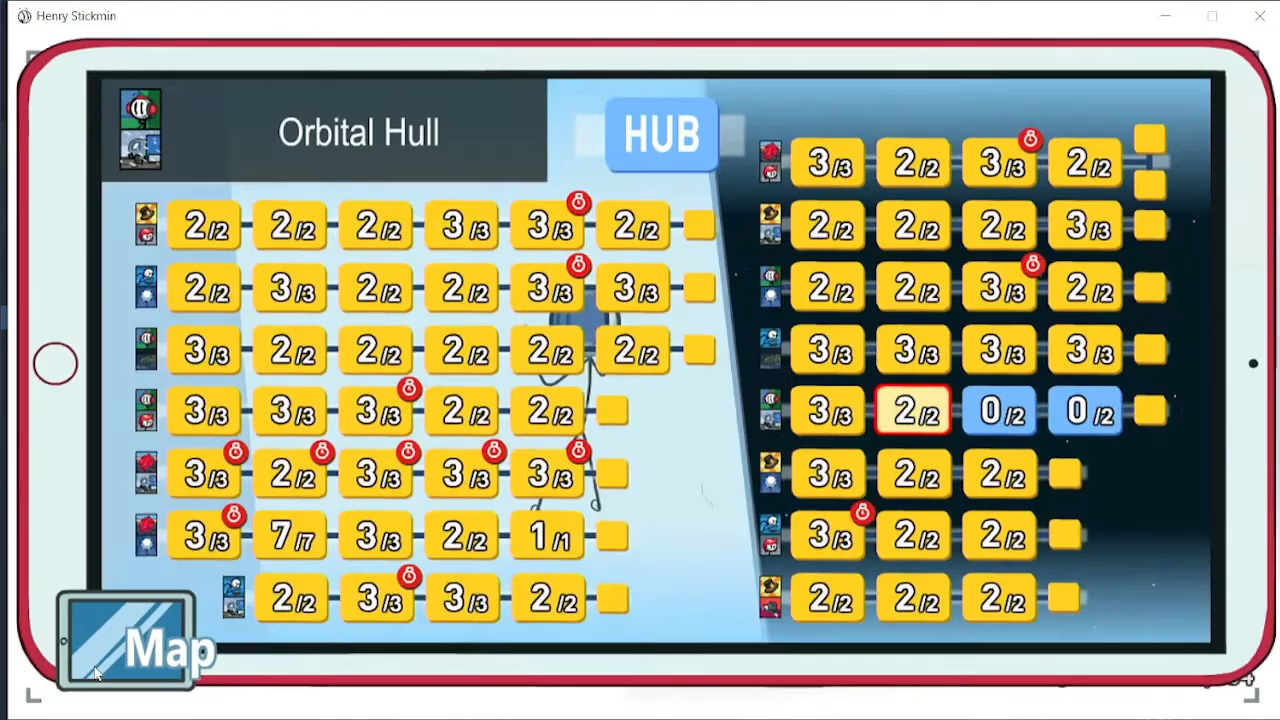 Henry Stickmin
Orbital Hull
HUB
3/3 2/2 3/3 2/2
2/2 2/2 2/2 3/3 3/3 2/2
2/2 2/2 2/2 3/3
2/2 3/3 2/2 2/2 3/3 3/3
2/2 2/2 3/3 2/2
3/3 2/2 2/2 2/2 2/2 2/2
3/3 3/3 3/3 3/3
3/3 3/3 3/3 2/2 2/2
3/3 2/2 0/2 0/2
3/3 2/2 3/3 3/3 3/3
3/3 2/2 2/2
3/3 7/7 3/3 2/2 1/1
3/3 2/2 2/2
2/2 3/3 3/3 2/2
2/2 2/2 2/2
Map